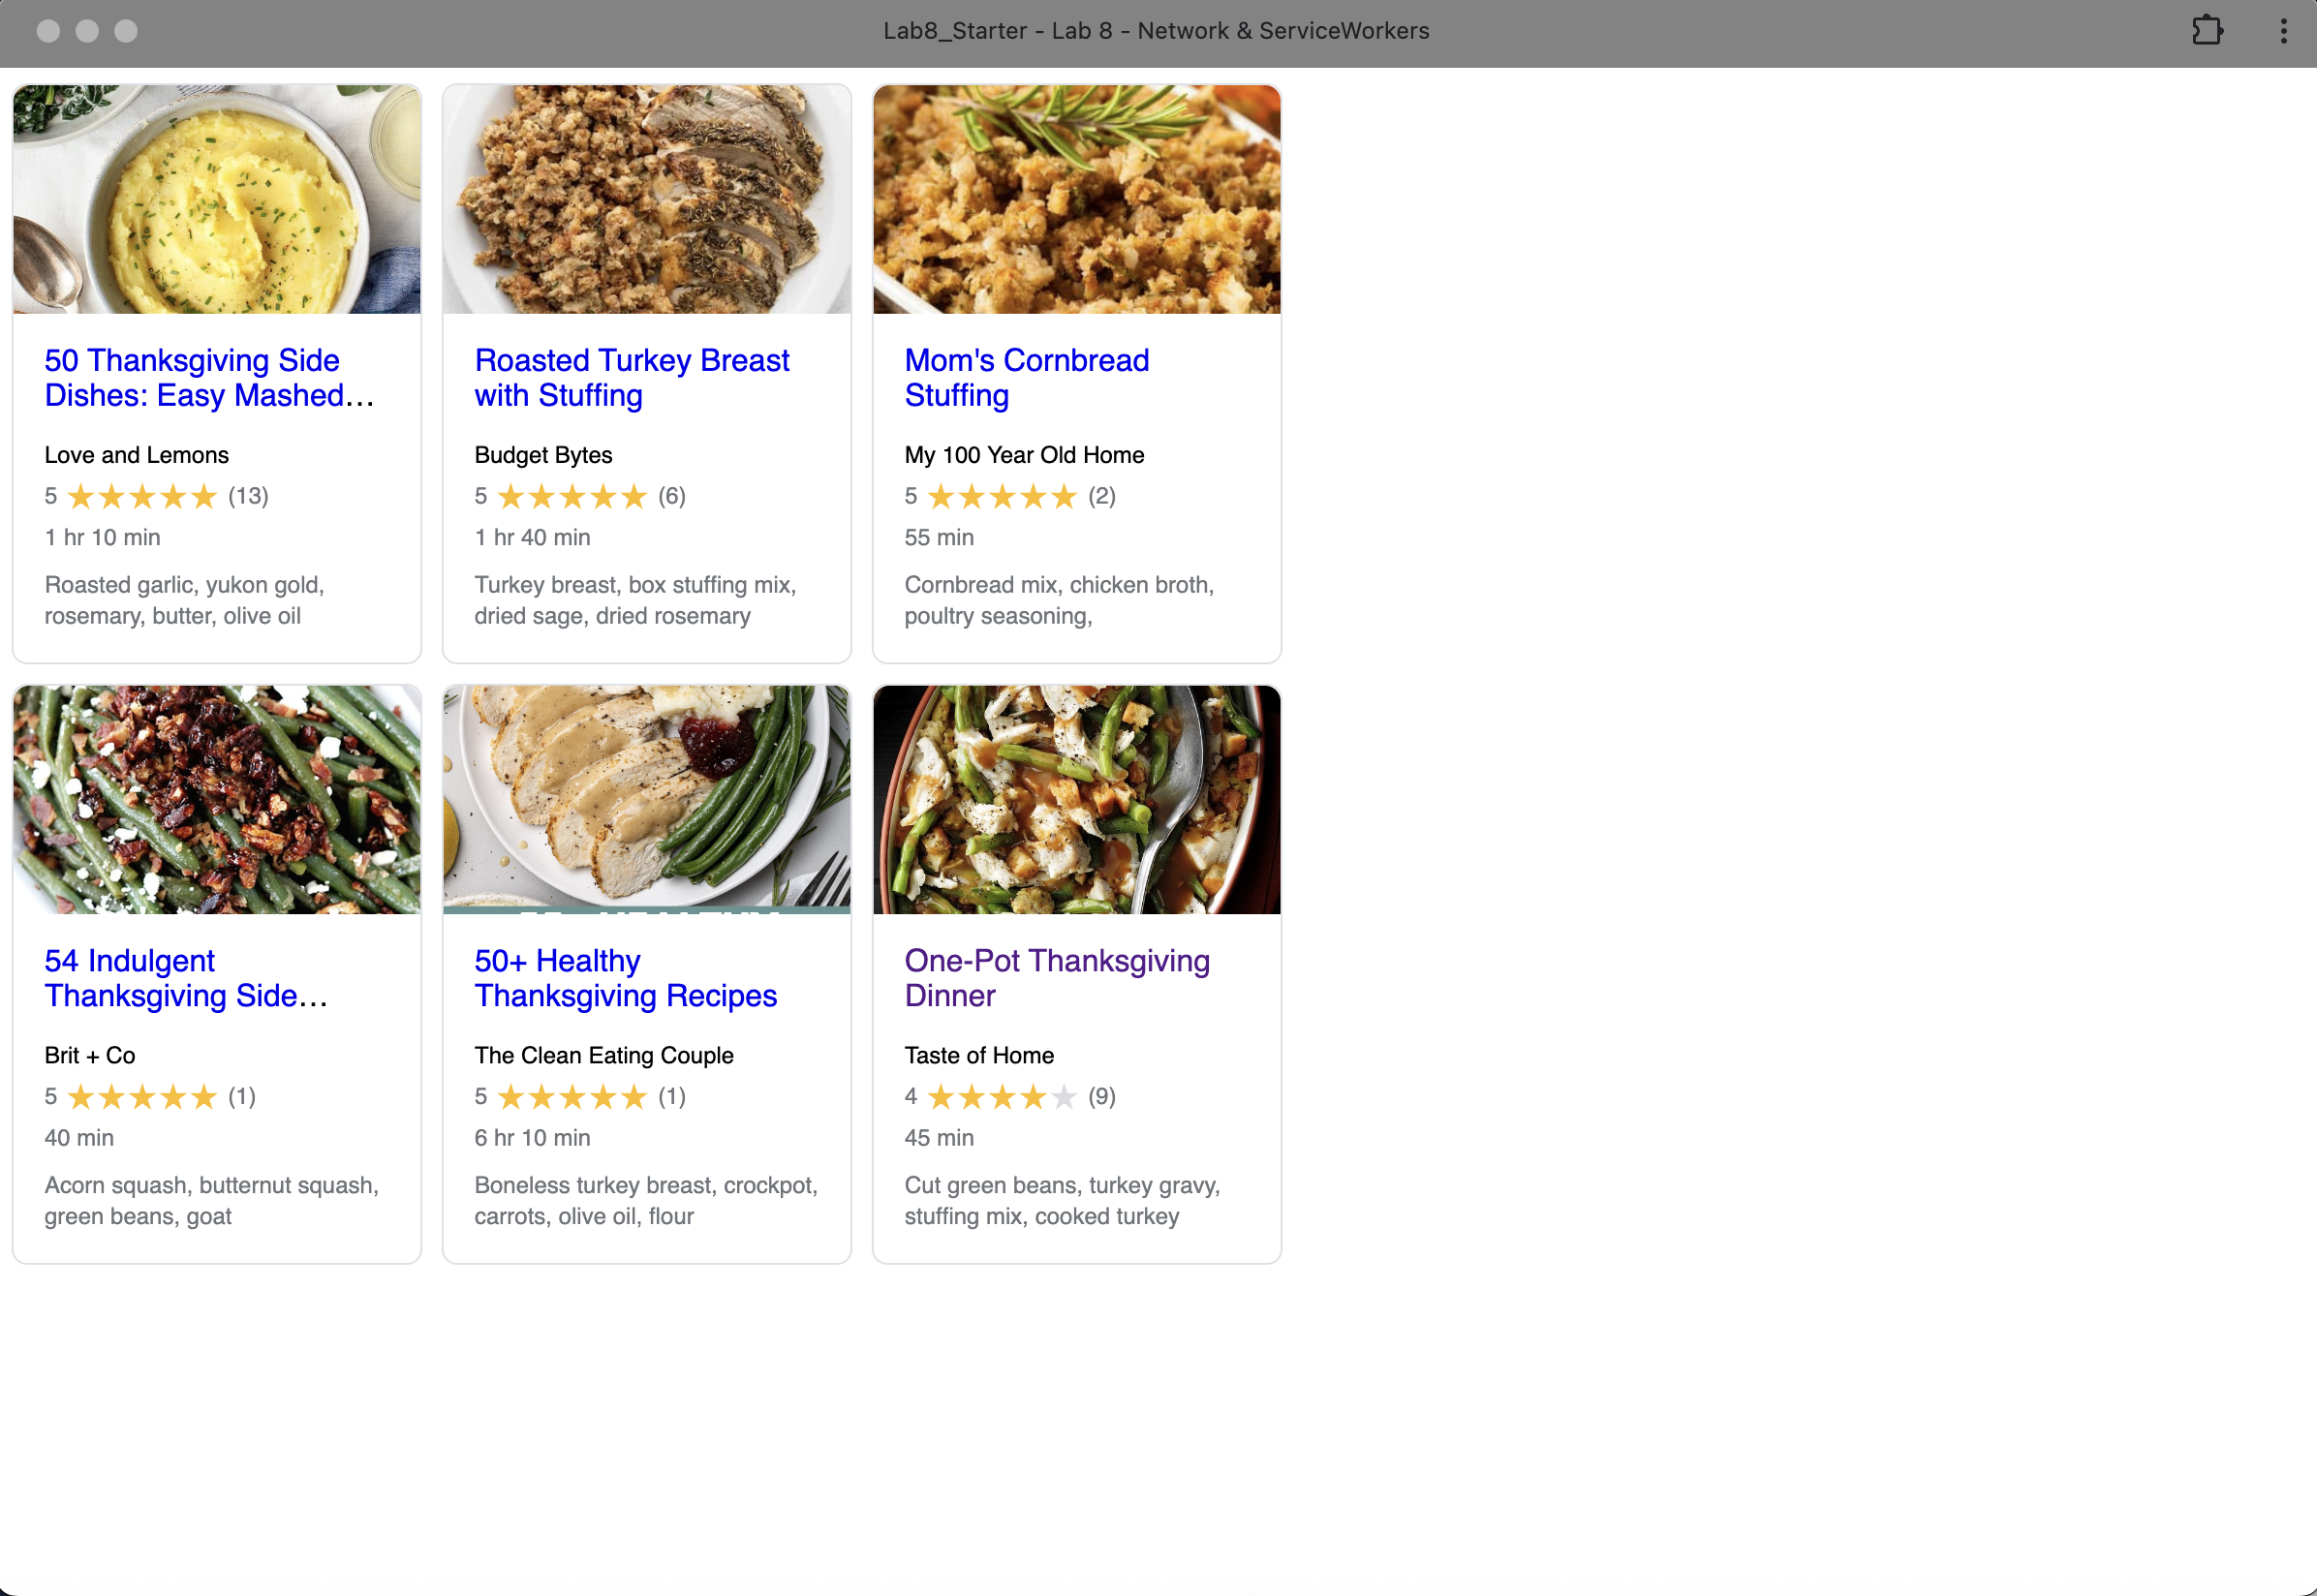 Lab8_Starter - Lab 8 - Network & ServiceWorkers
50 Thanksgiving Side
Dishes: Easy Mashed...
Love and Lemons
5 ★★★★★ (13)
1 hr 10 min
Roasted garlic, yukon gold,
rosemary, butter, olive oil
Roasted Turkey Breast
with Stuffing
Budget Bytes
5 ★★★★★ (6)
1 hr 40 min
Turkey breast, box stuffing mix,
dried sage, dried rosemary
Mom's Cornbread
Stuffing
My 100 Year Old Home
5 ★★★★★ (2)
55 min
Cornbread mix, chicken broth,
poultry seasoning,
54 Indulgent
Thanksgiving Side...
Brit + Co
5 ★★★★★ (1)
40 min
Acorn squash, butternut squash,
green beans, goat
50+ Healthy
Thanksgiving Recipes
The Clean Eating Couple
5 ★★★★★ (1)
6 hr 10 min
Boneless turkey breast, crockpot,
carrots, olive oil, flour
One-Pot Thanksgiving
Dinner
Taste of Home
4 ★★★★★ (9)
45 min
Cut green beans, turkey gravy,
stuffing mix, cooked turkey